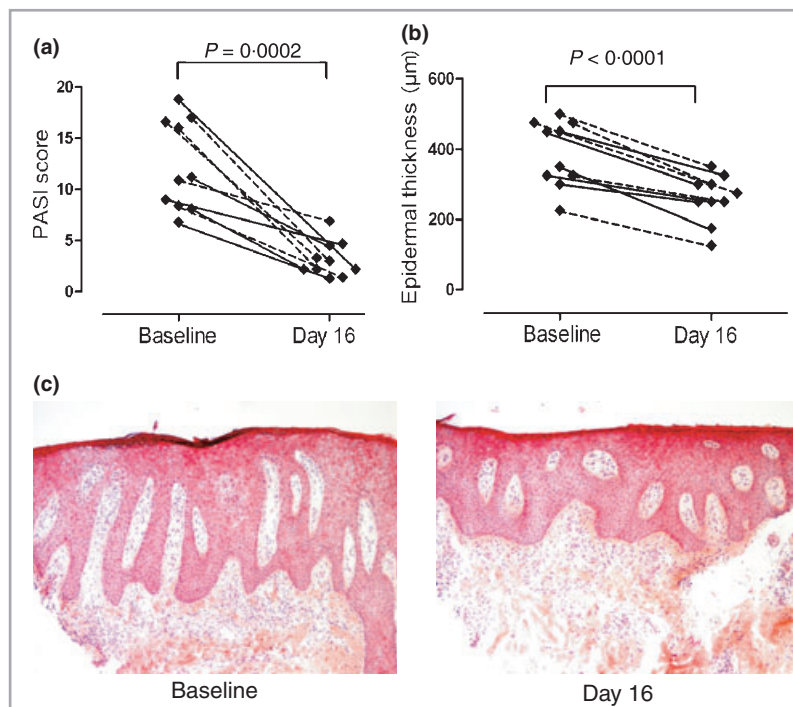 (a)
P = 0·0002
20
15
10
5
0
PASI score
Baseline
Day 16
(b)
P < 0·0001
600
400
200
0
Epidermal thickness (μm)
Baseline
Day 16
(c)
Baseline
Day 16